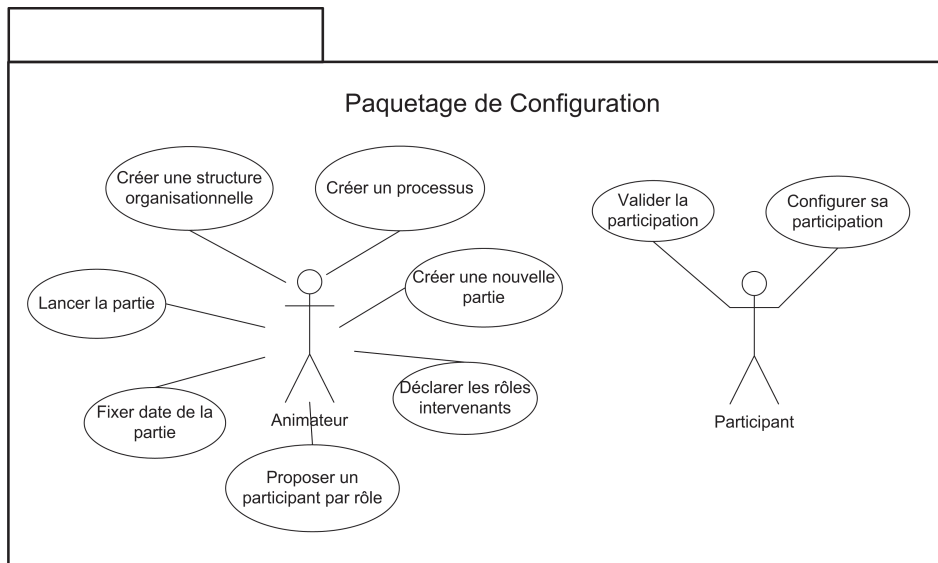 Paquetage de Configuration
Créer une structure
organisationnelle
Créer un processus
Valider la
participation
Configurer sa
participation
Lancer la partie
Créer une nouvelle
partie
Fixer date de la
partie
Déclarer les rôles
intervenants
Animateur
Participant
Proposer un
participant par rôle